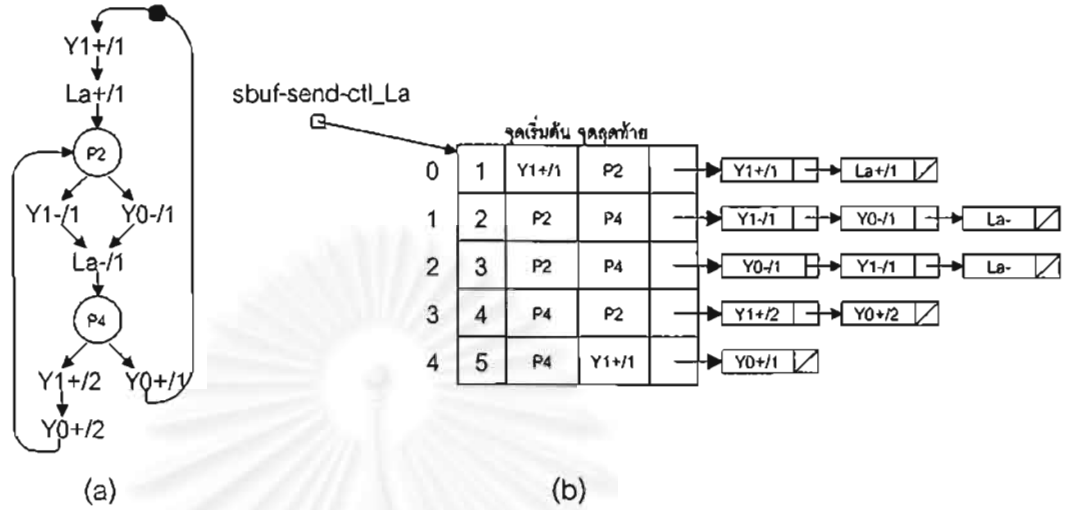 Y1+/1
La+/1
P2
Y1-/1 Y0-/1
La-/1
P4
Y1+/2 Y0+/1
Y0+/2
(a)
sbuf-send-ctl_La
จุดเริ่มต้น จุดสุดท้าย
0 1 Y1+/1 P2 Y1+/1 La+/1
1 2 P2 P4 Y1-/1 Y0-/1 La-
2 3 P2 P4 Y0-/1 Y1-/1 La-
3 4 P4 P2 Y1+/2 Y0+/2
4 5 P4 Y1+/1 Y0+/1
(b)